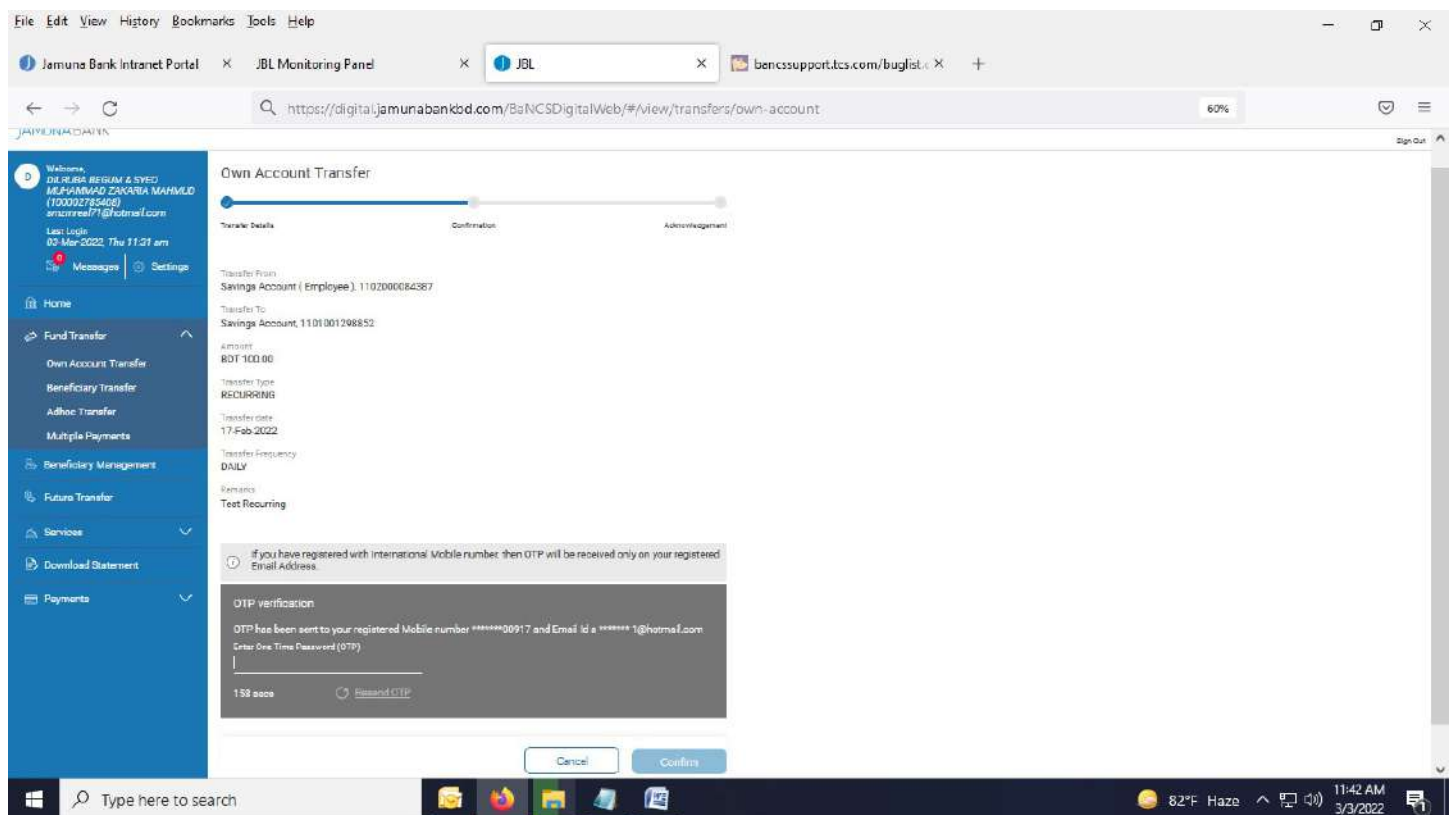 File Edit View History Bookmarks Tools Help
Jamuna Bank Intranet Portal
JBL Monitoring Panel
JBL
bancssupport.tcs.com/buglist.c
https://digital.jamunabankbd.com/BaNCSDigitalWeb/#/view/transfers/own-account
60%
JAMUNA BANK
Sign Out
D
Welcome,
DILRUBA BEGUM & SYED
MUHAMMAD ZAKARIA MAHMUD
(100002785408)
Last Login
03-Mar-2022, Thu 11:31 am
0
Messages
Settings
Home
Fund Transfer
Own Account Transfer
Beneficiary Transfer
Adhoc Transfer
Multiple Payments
Beneficiary Management
Future Transfer
Services
Download Statement
Payments
Own Account Transfer
Transfer Details
Confirmation
Acknowledgement
Transfer From
Savings Account ( Employee ), 1102000084387
Transfer To
Savings Account, 1101001298852
Amount
BDT 100.00
Transfer Type
RECURRING
Transfer date
17-Feb-2022
Transfer Frequency
DAILY
Remarks
Test Recurring
If you have registered with International Mobile number then OTP will be received only on your registered
Email Address.
OTP verification
OTP has been sent to your registered Mobile number *******00917 and Email Id a ******* 1@hotmail.com
Enter One Time Password (OTP)
158 secs
Resend OTP
Cancel
Confirm
Type here to search
82°F Haze
11:42 AM
3/3/2022